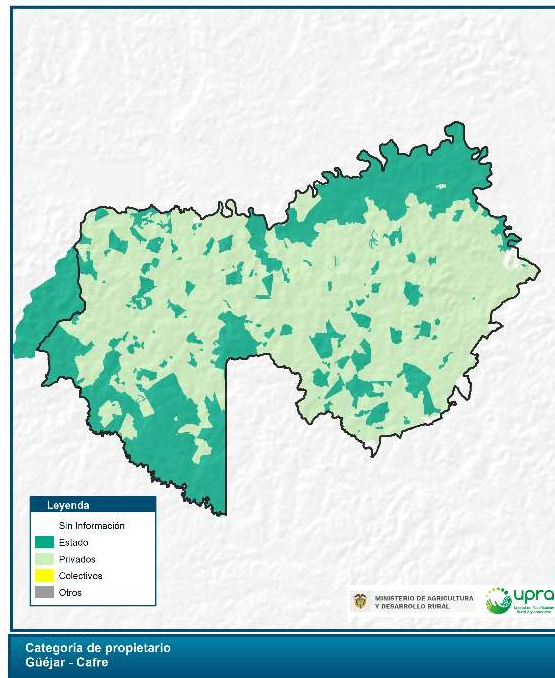 Leyenda
Sin Información
Estado
Privados
Colectivos
Otros
MINISTERIO DE AGRICULTURA
Y DESARROLLO RURAL
upra
Categoría de propietario
Güéjar - Cafre